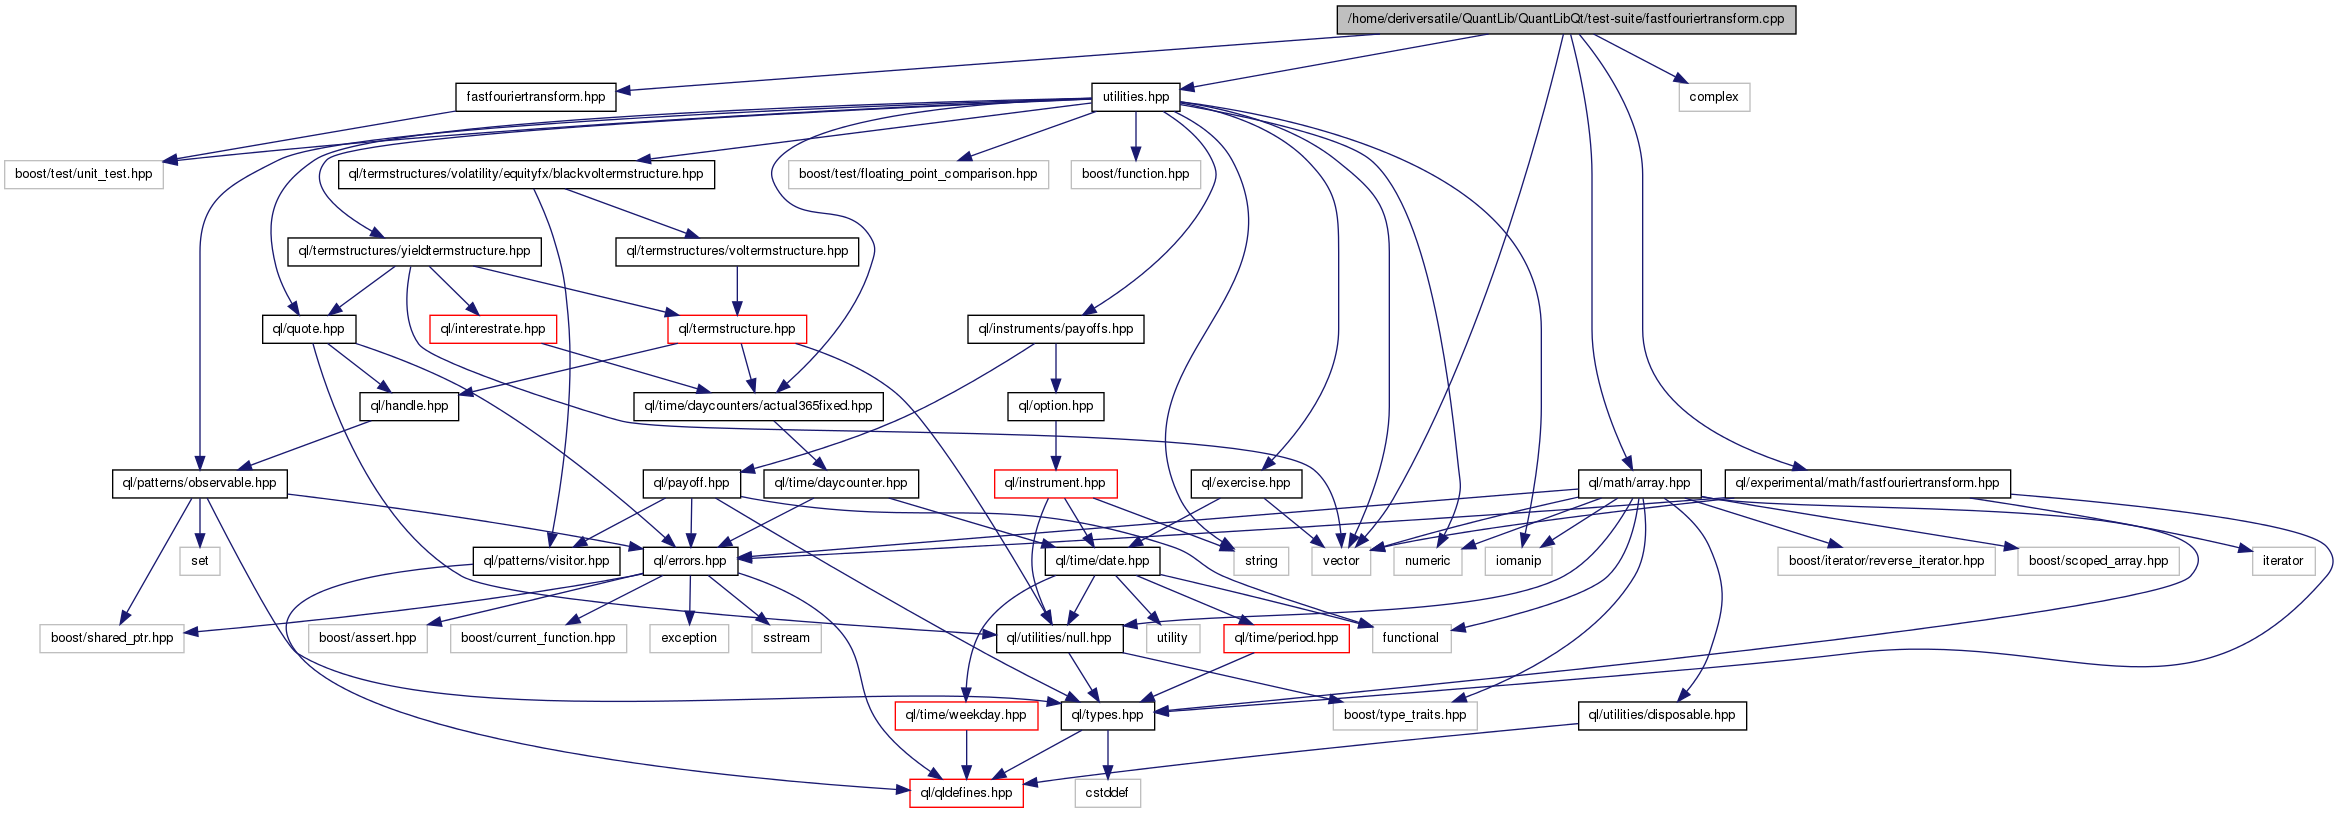 /home/deriversatile/QuantLib/QuantLibQt/test-suite/fastfouriertransform.cpp
fastfouriertransform.hpp
utilities.hpp
complex
boost/test/unit_test.hpp
ql/termstructures/volatility/equityfx/blackvoltermstructure.hpp
boost/test/floating_point_comparison.hpp
boost/function.hpp
ql/termstructures/yieldtermstructure.hpp
ql/termstructures/voltermstructure.hpp
ql/quote.hpp
ql/interestrate.hpp
ql/termstructure.hpp
ql/instruments/payoffs.hpp
ql/handle.hpp
ql/time/daycounters/actual365fixed.hpp
ql/option.hpp
ql/patterns/observable.hpp
ql/payoff.hpp
ql/time/daycounter.hpp
ql/instrument.hpp
ql/exercise.hpp
ql/math/array.hpp
ql/experimental/math/fastfouriertransform.hpp
set
ql/patterns/visitor.hpp
ql/errors.hpp
ql/time/date.hpp
string
vector
numeric
iomanip
boost/iterator/reverse_iterator.hpp
boost/scoped_array.hpp
iterator
boost/shared_ptr.hpp
boost/assert.hpp
boost/current_function.hpp
exception
sstream
ql/utilities/null.hpp
utility
ql/time/period.hpp
functional
ql/time/weekday.hpp
ql/types.hpp
boost/type_traits.hpp
ql/utilities/disposable.hpp
ql/qldefines.hpp
cstddef